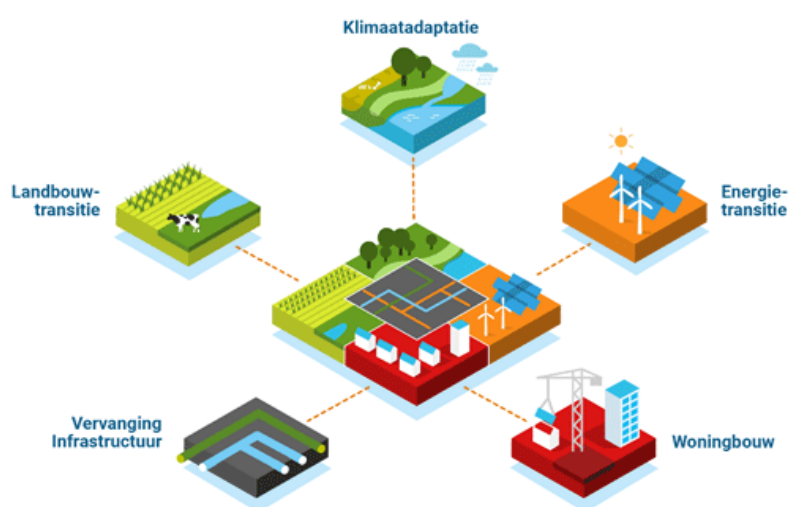 Klimaatadaptatie
Landbouw-
transitie
Energie-
transitie
Vervanging
Infrastructuur
Woningbouw